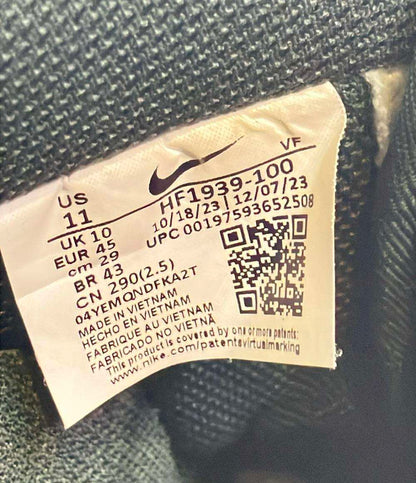 VF
US
11
HF1939-100
10/18/23 | 12/07/23
UPC 00197593652508
UK 10
EUR 45
cm 29
BR 43
CN 290(2.5)
04YEMQNDFKA2T
MADE IN VIETNAM
HECHO EN VIETNAM
FABRIQUE AU VIETNAM
FABRICADO NO VIETNÃ
This product is covered by one or more patents:
www.nike.com/patentsvirtualmarking